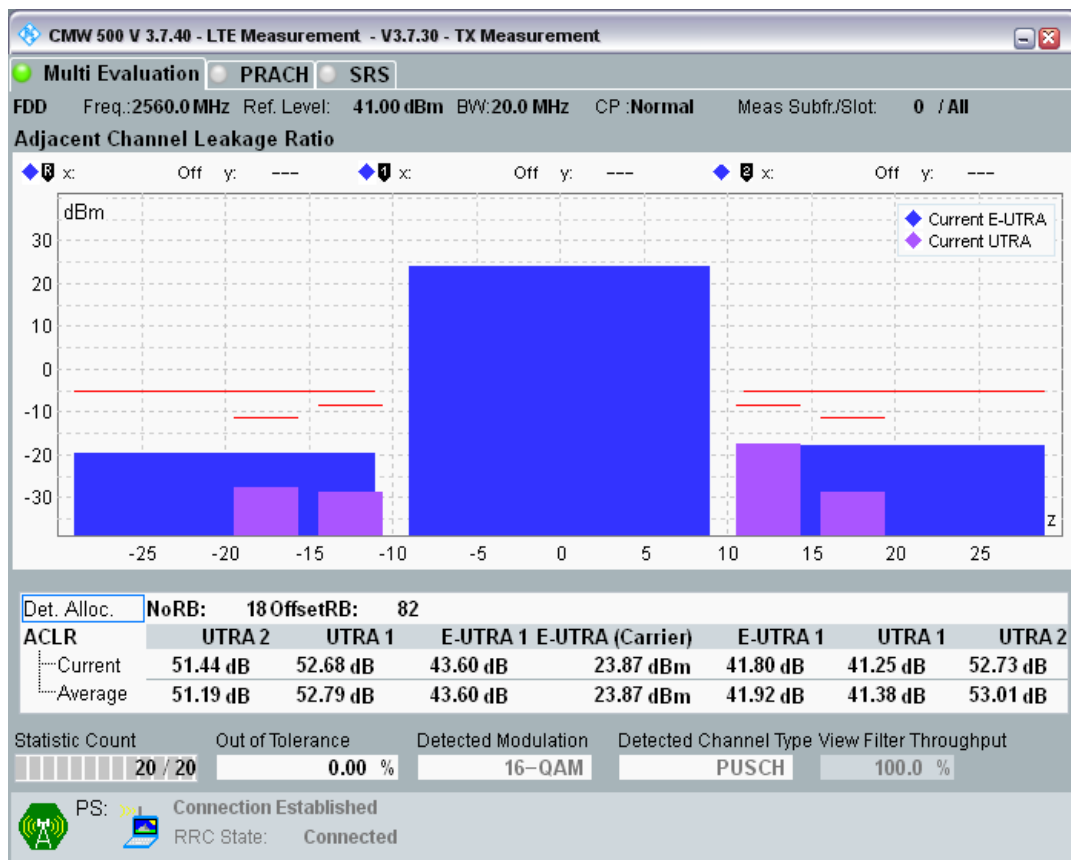 CMW 500 V 3.7.40 - LTE Measurement - V3.7.30 - TX Measurement
Multi Evaluation PRACH SRS
FDD Freq.:2560.0 MHz Ref. Level: 41.00 dBm BW:20.0 MHz CP :Normal Meas Subfr./Slot: 0 / All
Adjacent Channel Leakage Ratio
R x: Off y: --- 1 x: Off y: --- 2 x: Off y: ---
dBm
Current E-UTRA
Current UTRA
30
20
10
0
-10
-20
-30
z
-25 -20 -15 -10 -5 0 5 10 15 20 25
Det. Alloc. NoRB: 18 OffsetRB: 82
ACLR UTRA 2 UTRA 1 E-UTRA 1 E-UTRA (Carrier) E-UTRA 1 UTRA 1 UTRA 2
Current 51.44 dB 52.68 dB 43.60 dB 23.87 dBm 41.80 dB 41.25 dB 52.73 dB
Average 51.19 dB 52.79 dB 43.60 dB 23.87 dBm 41.92 dB 41.38 dB 53.01 dB
Statistic Count Out of Tolerance Detected Modulation Detected Channel Type View Filter Throughput
20 / 20 0.00 % 16-QAM PUSCH 100.0 %
PS: Connection Established
RRC State: Connected